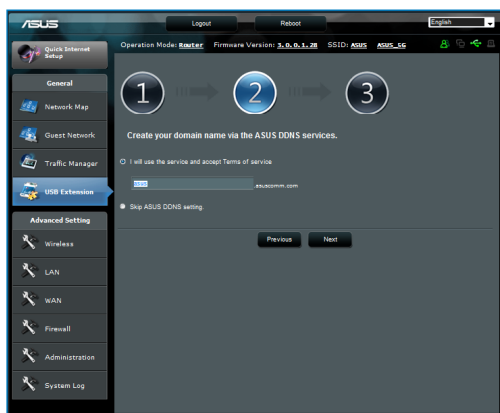 ASUS
Logout
Reboot
English
Quick Internet Setup
Operation Mode: Router Firmware Version: 3.0.0.1.28 SSID: ASUS ASUS_5G
General
Network Map
Guest Network
Traffic Manager
USB Extension
Advanced Setting
Wireless
LAN
WAN
Firewall
Administration
System Log
1
2
3
Create your domain name via the ASUS DDNS services.
I will use the service and accept Terms of service
.asuscomm.com
Skip ASUS DDNS setting.
Previous
Next